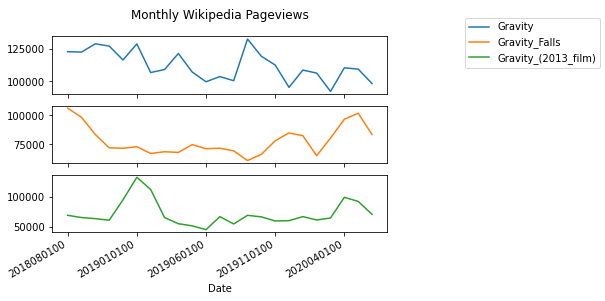 Monthly Wikipedia Pageviews
Gravity
Gravity_Falls
Gravity_(2013_film)
125000
100000
100000
75000
100000
50000
2018080100
2019010100
2019060100
2019110100
2020040100
Date